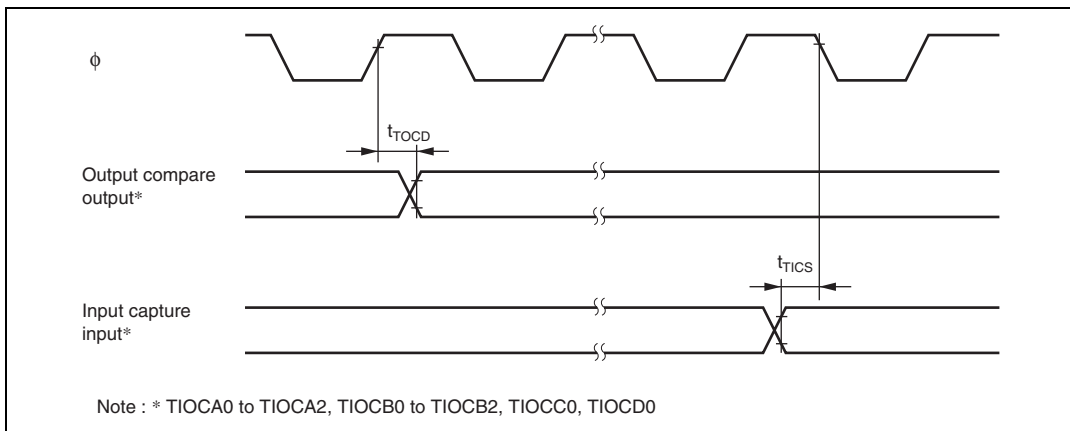 ϕ
tTOCD
Output compare
output*
tTICS
Input capture
input*
Note : * TIOCA0 to TIOCA2, TIOCB0 to TIOCB2, TIOCC0, TIOCD0